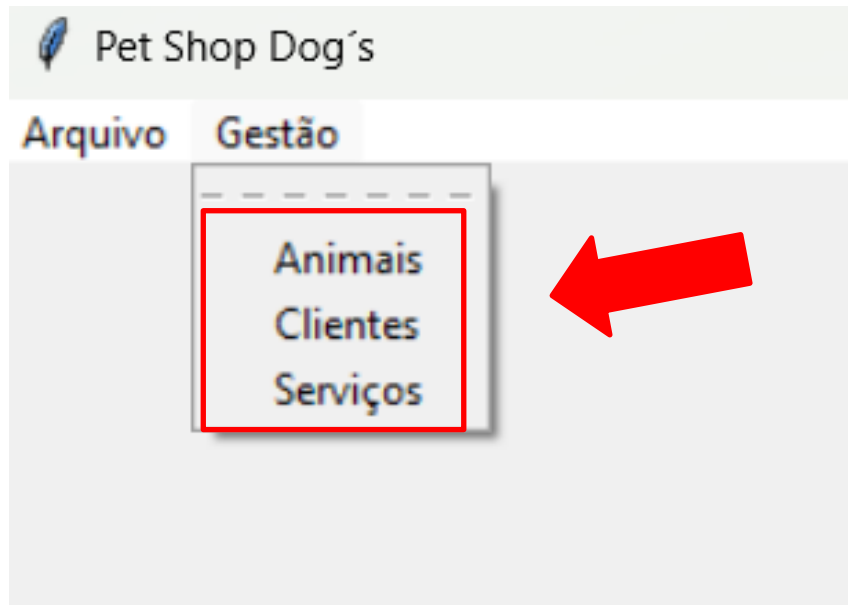 Pet Shop Dog´s
Arquivo Gestão
Animais
Clientes
Serviços